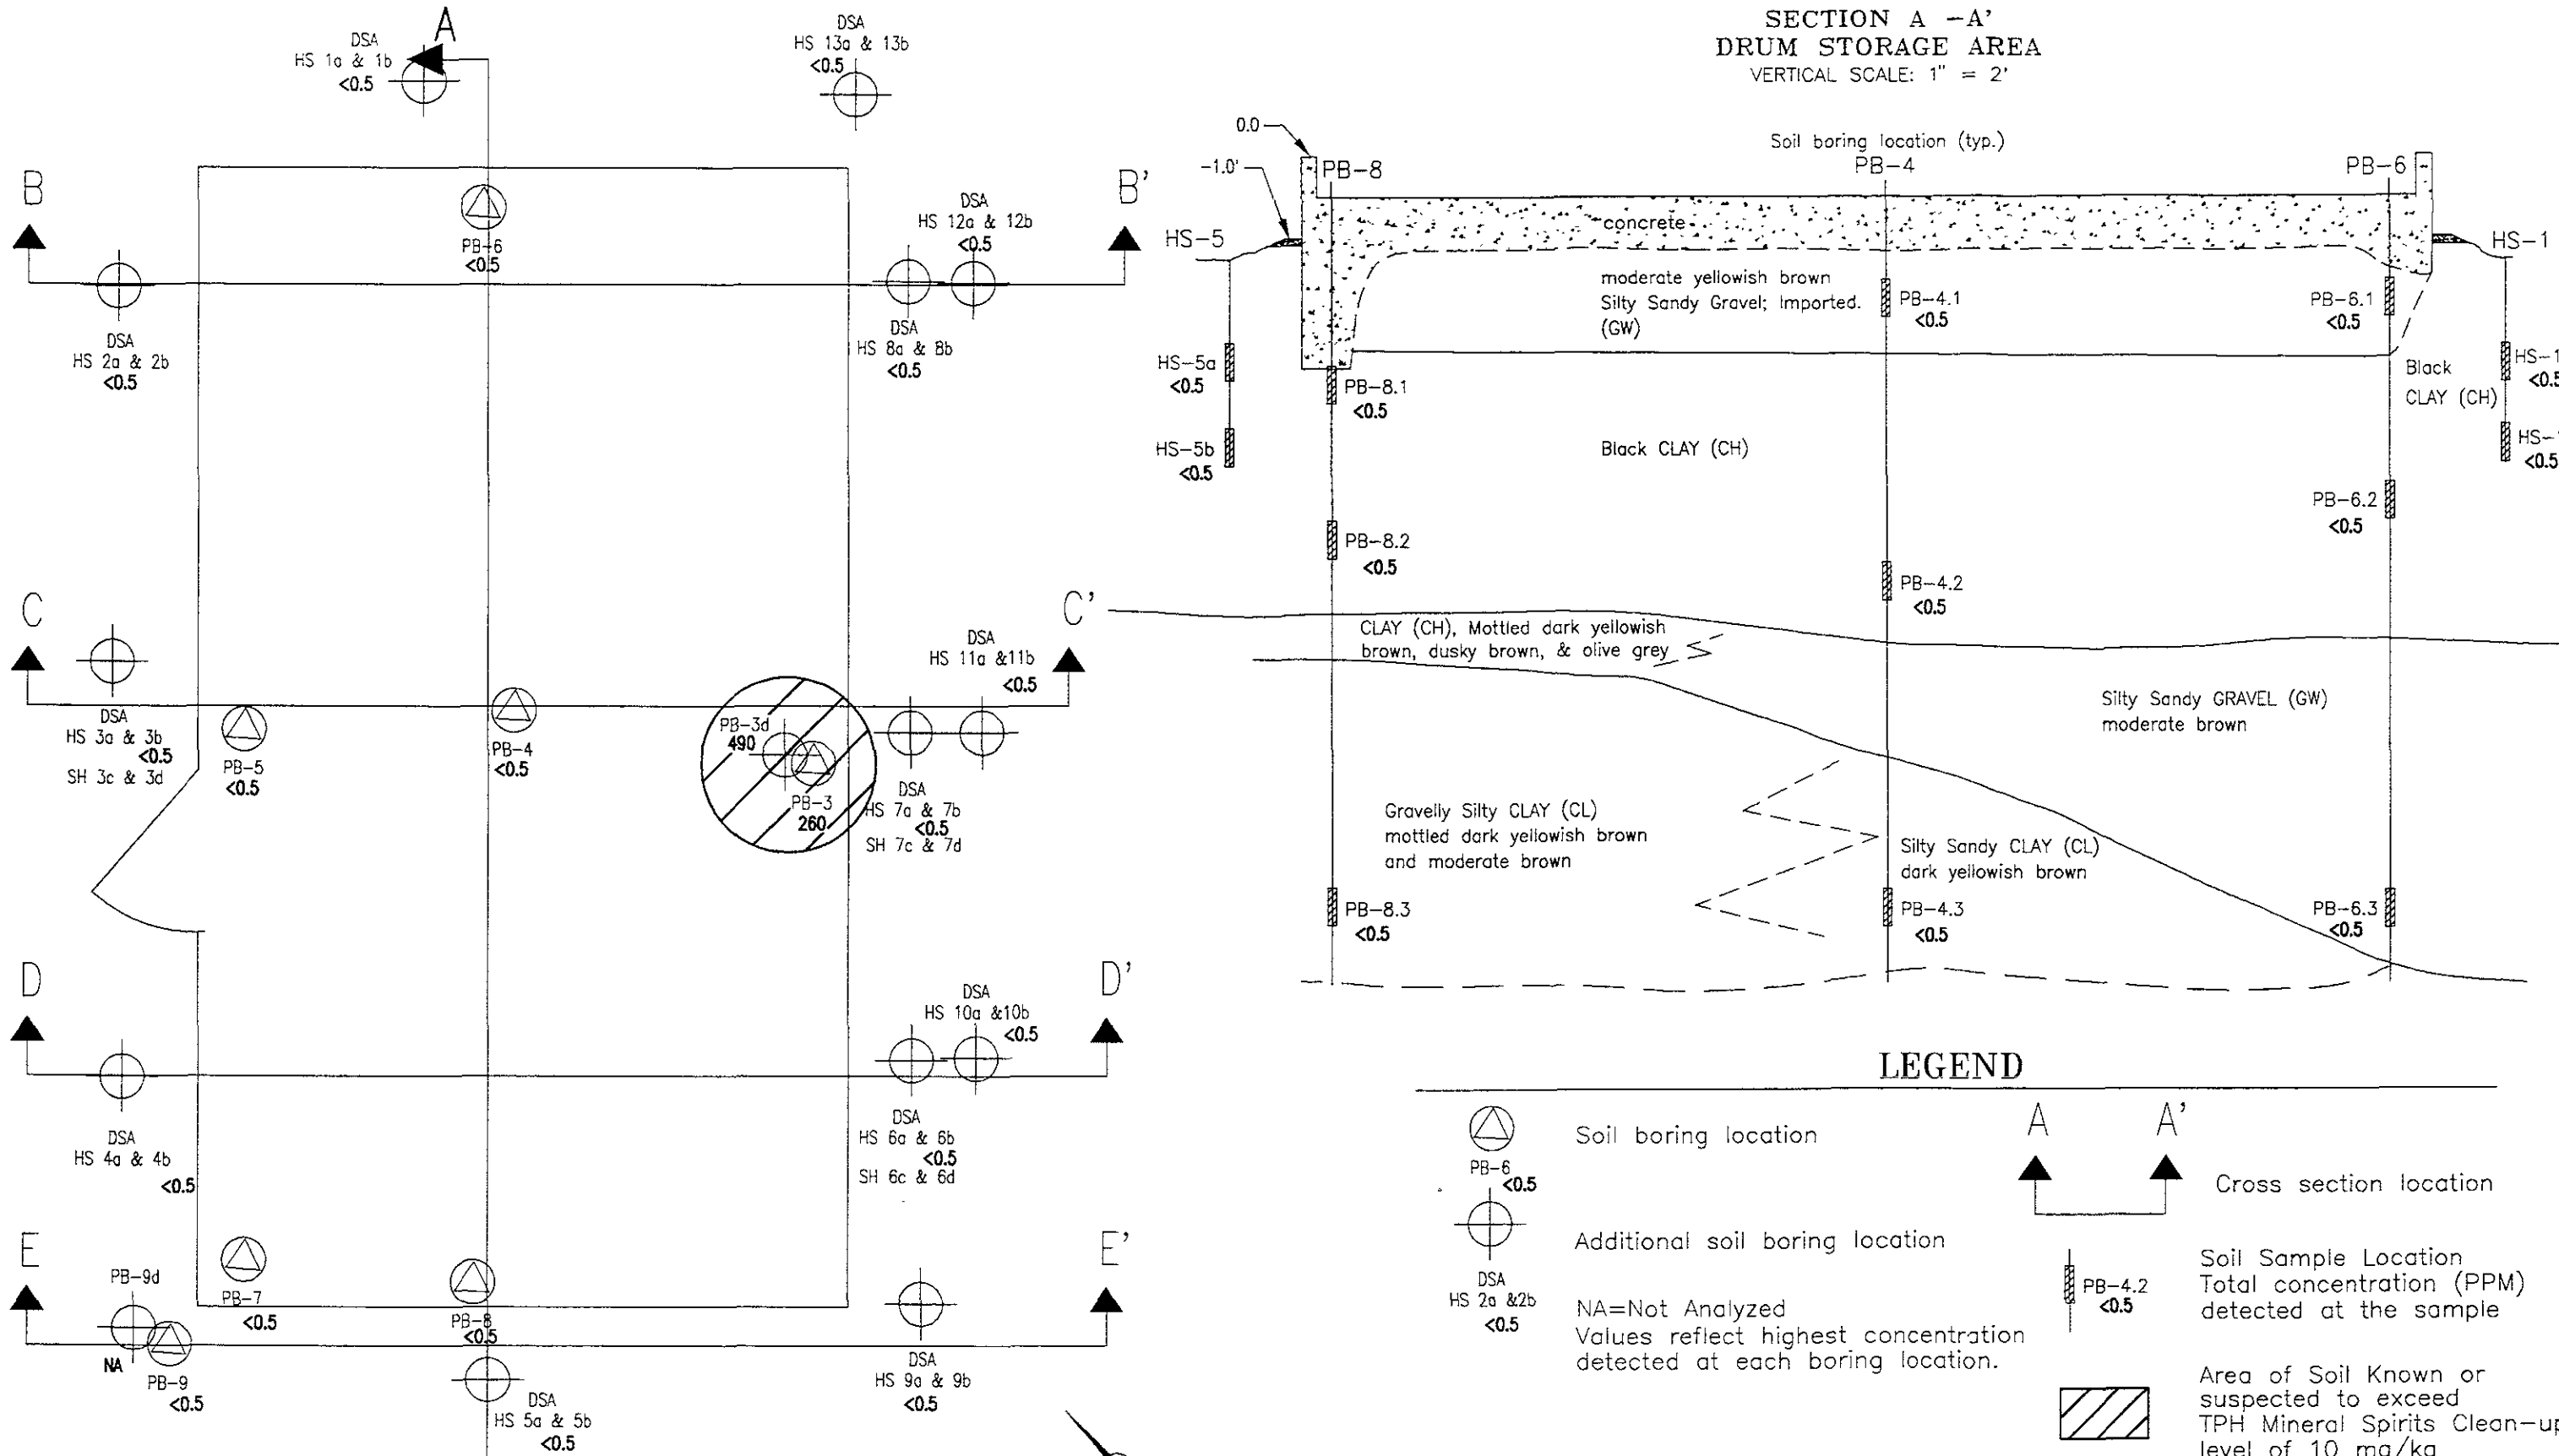 A
DSA
HS 1a & 1b
<0.5
DSA
HS 13a & 13b
<0.5
B
B'
PB-6
<0.5
DSA
HS 12a & 12b
<0.5
DSA
HS 2a & 2b
<0.5
DSA
HS 8a & 8b
<0.5
C
C'
DSA
HS 11a &11b
<0.5
DSA
HS 3a & 3b
<0.5
SH 3c & 3d
PB-5
<0.5
PB-4
<0.5
PB-3d
490
PB-3
260
DSA
HS 7a & 7b
<0.5
SH 7c & 7d
D
D'
DSA
HS 10a &10b
<0.5
DSA
HS 4a & 4b
<0.5
DSA
HS 6a & 6b
<0.5
SH 6c & 6d
E
E'
PB-9d
NA
PB-9
<0.5
PB-7
<0.5
PB-8
<0.5
DSA
HS 5a & 5b
<0.5
DSA
HS 9a & 9b
<0.5
SECTION A -A'
DRUM STORAGE AREA
VERTICAL SCALE: 1" = 2'
0.0
-1.0'
Soil boring location (typ.)
PB-8
PB-4
PB-6
HS-5
HS-1
concrete
moderate yellowish brown
Silty Sandy Gravel; Imported.
(GW)
PB-4.1
<0.5
PB-6.1
<0.5
HS-5a
<0.5
PB-8.1
<0.5
Black
CLAY (CH)
HS-1
<0.5
HS-5b
<0.5
Black CLAY (CH)
HS-1
<0.5
PB-6.2
<0.5
PB-8.2
<0.5
PB-4.2
<0.5
CLAY (CH), Mottled dark yellowish
brown, dusky brown, & olive grey
Silty Sandy GRAVEL (GW)
moderate brown
Gravelly Silty CLAY (CL)
mottled dark yellowish brown
and moderate brown
Silty Sandy CLAY (CL)
dark yellowish brown
PB-8.3
<0.5
PB-4.3
<0.5
PB-6.3
<0.5
LEGEND
PB-6
<0.5
Soil boring location
A
A'
Cross section location
DSA
HS 2a &2b
<0.5
Additional soil boring location
NA=Not Analyzed
Values reflect highest concentration
detected at each boring location.
PB-4.2
<0.5
Soil Sample Location
Total concentration (PPM)
detected at the sample
Area of Soil Known or
suspected to exceed
TPH Mineral Spirits Clean-up
level of 10 mg/kg